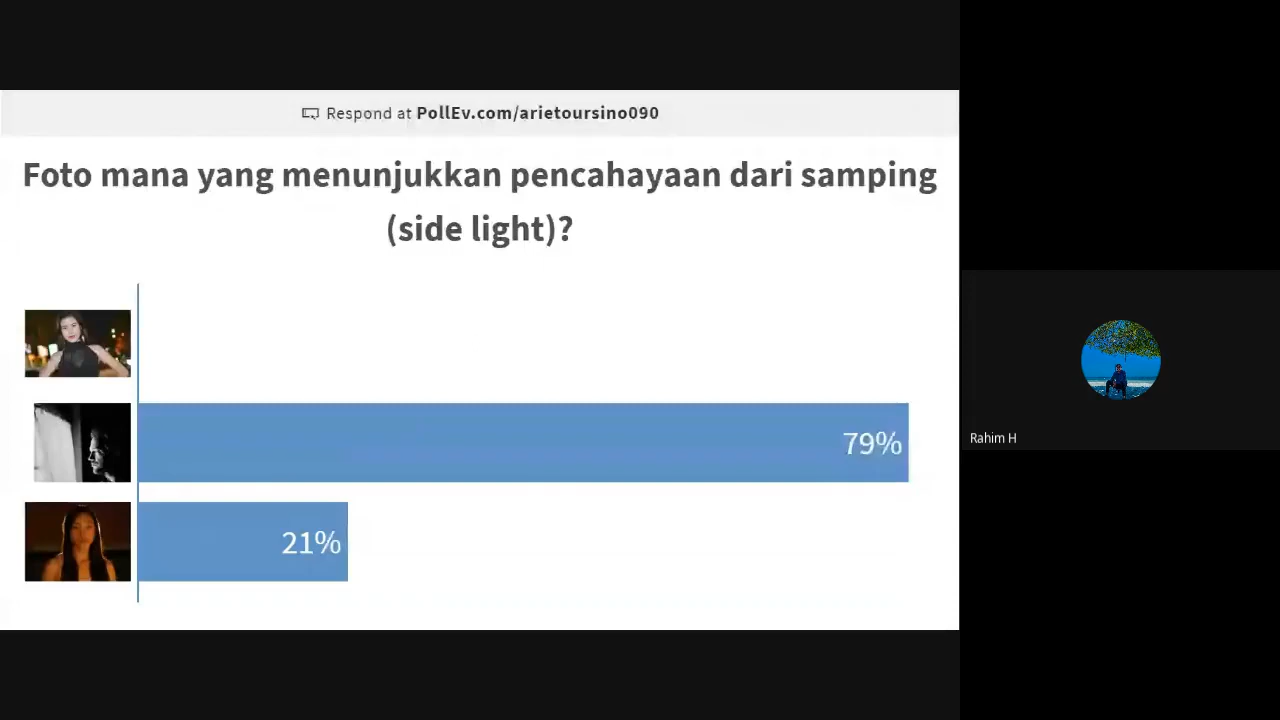 Respond at PollEv.com/arietoursino090
Foto mana yang menunjukkan pencahayaan dari samping
(side light)?
79%
21%
Rahim H